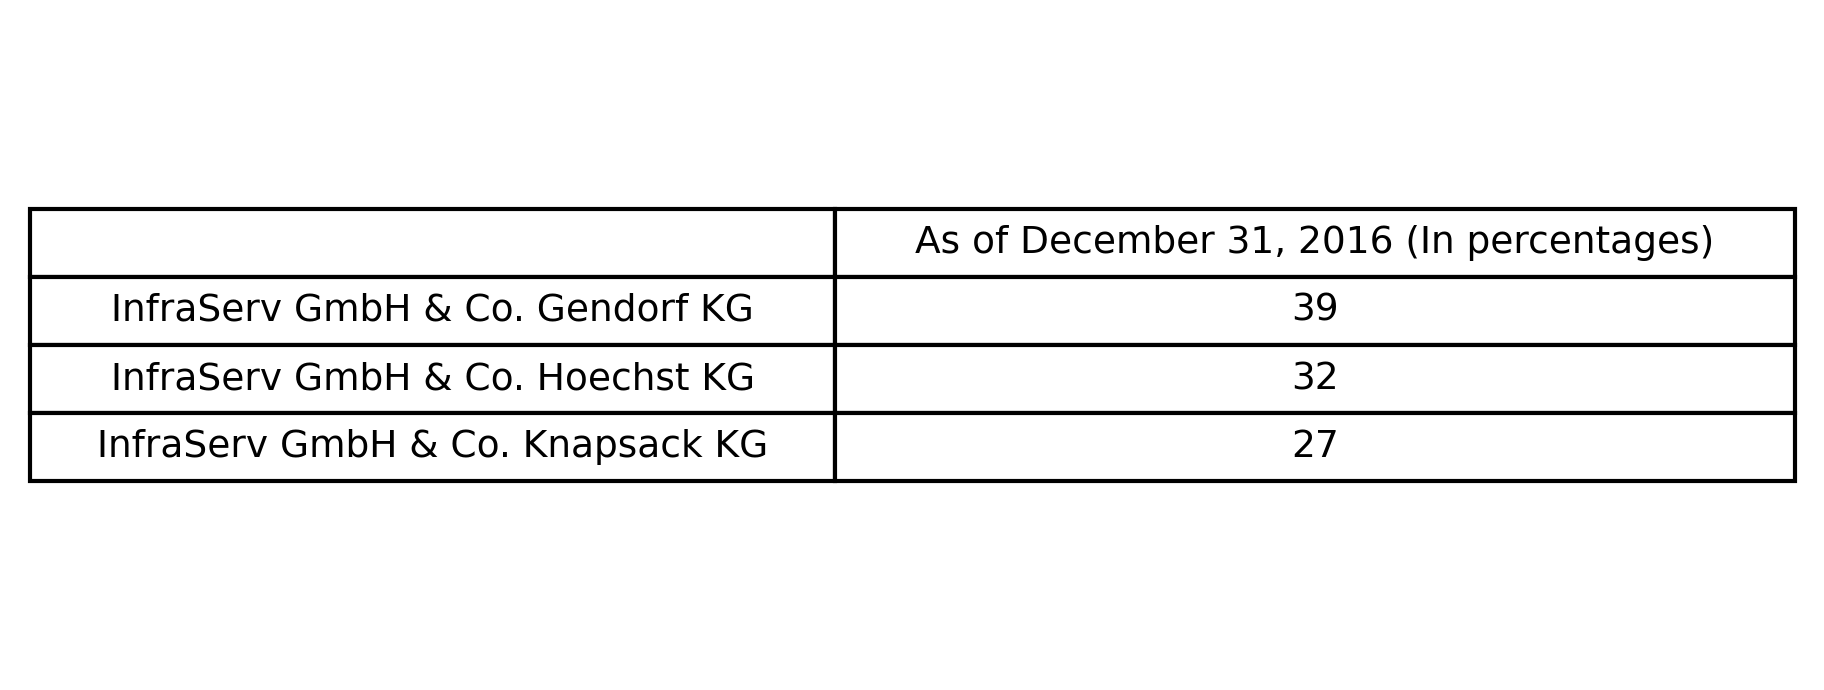 As of December 31, 2016 (In percentages)
InfraServ GmbH & Co. Gendorf KG 39
InfraServ GmbH & Co. Hoechst KG 32
InfraServ GmbH & Co. Knapsack KG 27